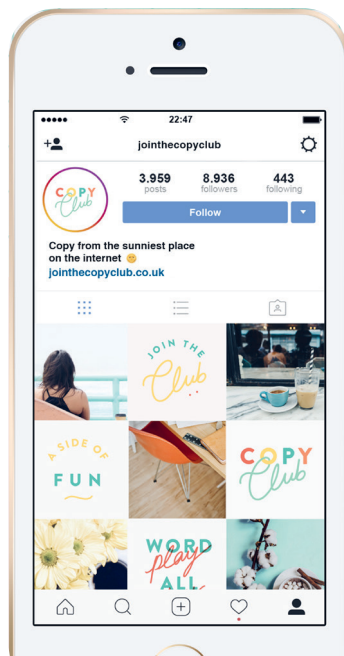 22:47
jointhecopyclub
COPY
Club
3.959 8.936 443
posts followers following
Follow
Copy from the sunniest place
on the internet
jointhecopyclub.co.uk
JOIN THE
Club
A SIDE OF
FUN
COPY
Club
WORD
play
ALL